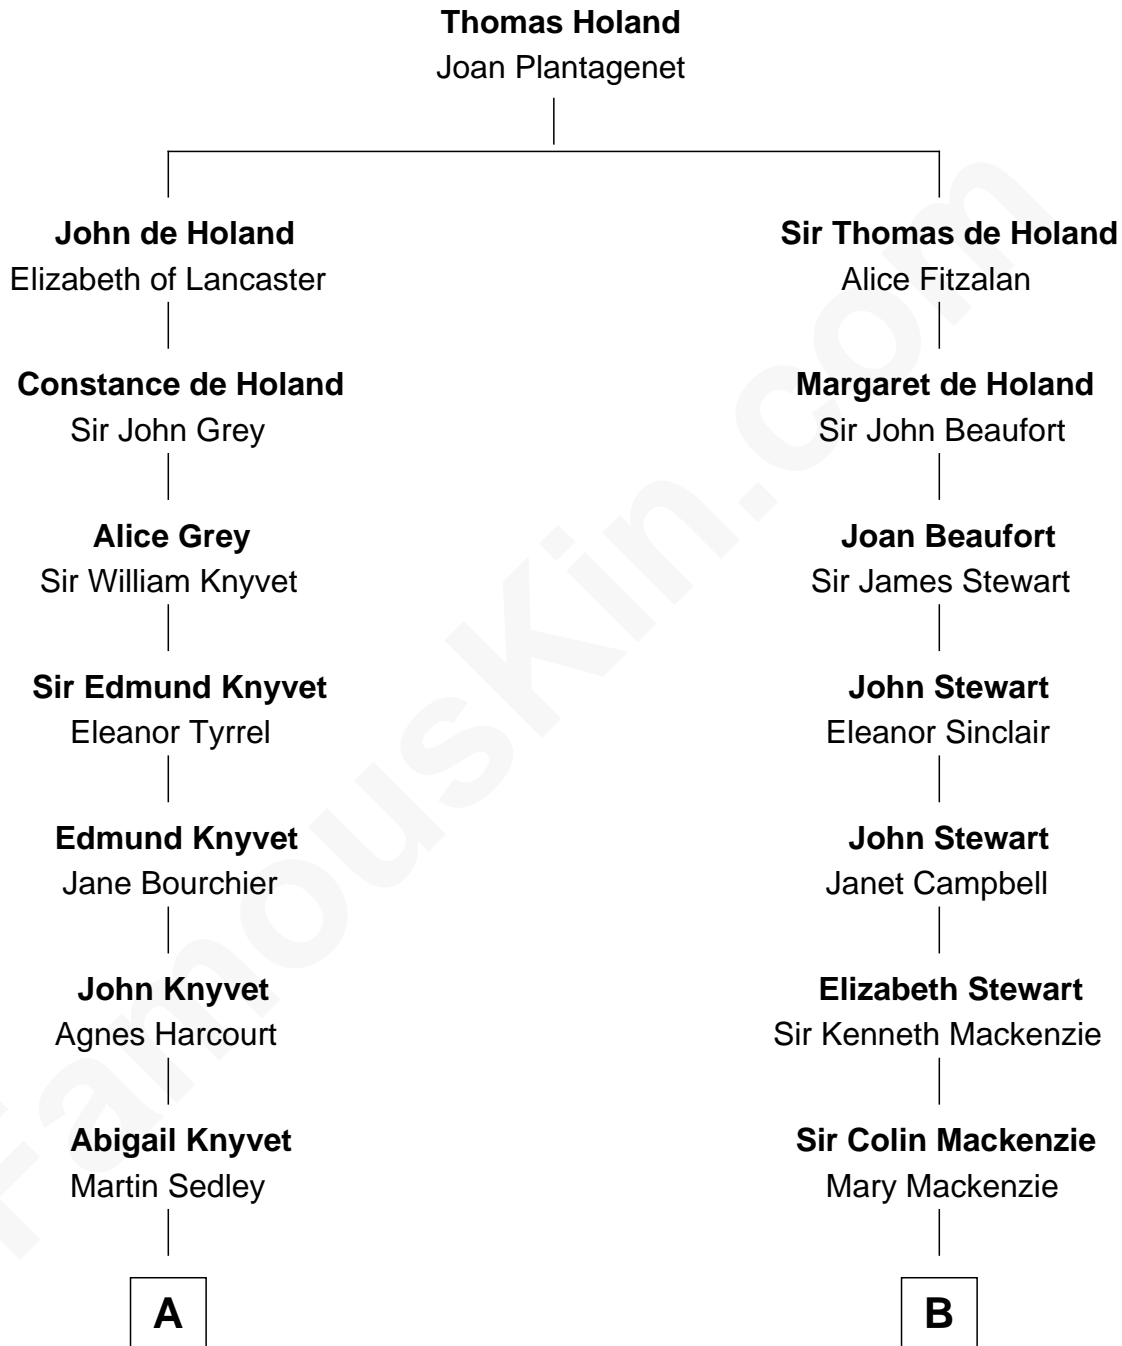 Thomas Holand
Joan Plantagenet
John de Holand
Elizabeth of Lancaster
Sir Thomas de Holand
Alice Fitzalan
Constance de Holand
Sir John Grey
Margaret de Holand
Sir John Beaufort
Alice Grey
Sir William Knyvet
Joan Beaufort
Sir James Stewart
Sir Edmund Knyvet
Eleanor Tyrrel
John Stewart
Eleanor Sinclair
Edmund Knyvet
Jane Bourchier
John Stewart
Janet Campbell
John Knyvet
Agnes Harcourt
Elizabeth Stewart
Sir Kenneth Mackenzie
Abigail Knyvet
Martin Sedley
Sir Colin Mackenzie
Mary Mackenzie
A
B
FamousKin.com